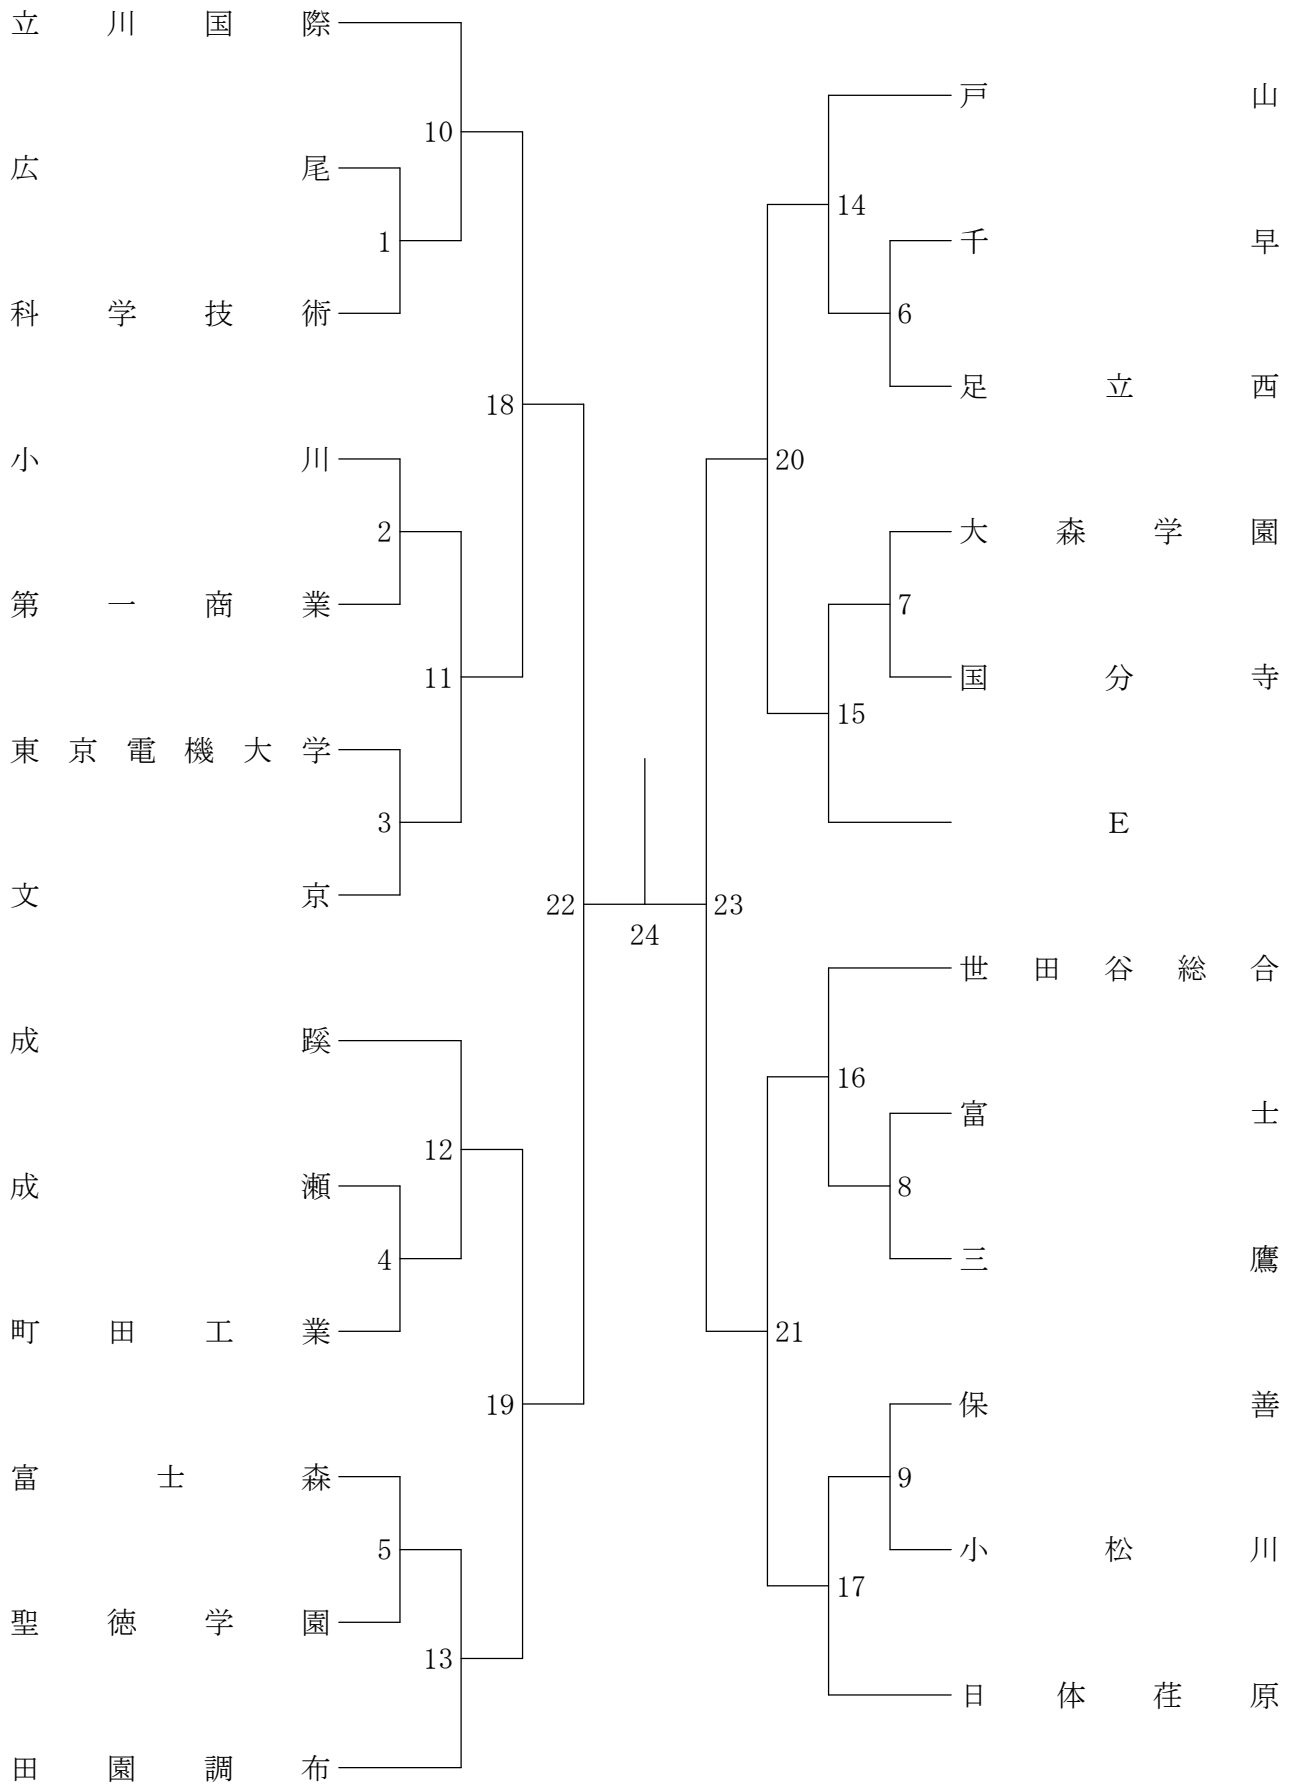 立川国際
広尾
科学技術
小川
第一商業
東京電機大学
文京
成蹊
成瀬
町田工業
富士森
聖徳学園
田園調布
1
2
3
4
5
10
11
12
13
18
19
22
24
23
20
21
14
15
16
17
6
7
8
9
戸山
千早
足立西
大森学園
国分寺
E
世田谷総合
富士
三鷹
保善
小松川
日体荏原